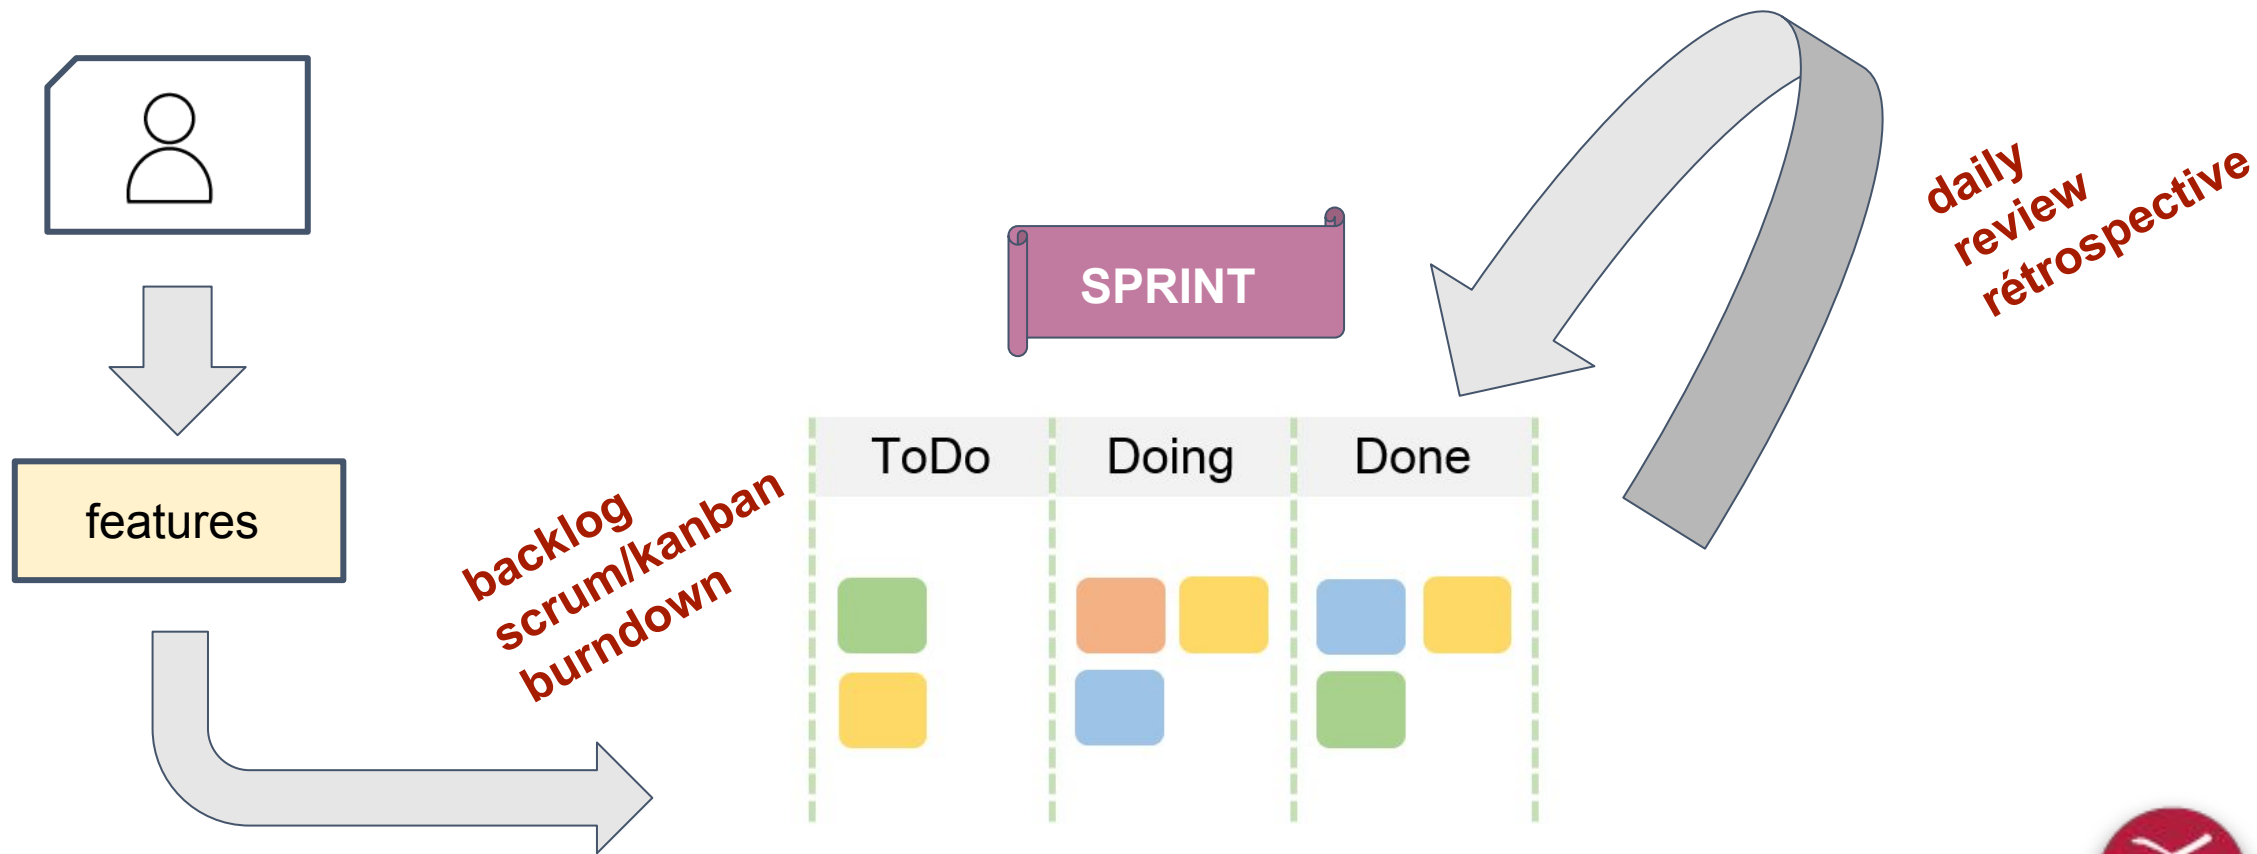 features
backlog
scrum/kanban
burndown
SPRINT
ToDo
Doing
Done
daily
review
rétrospective